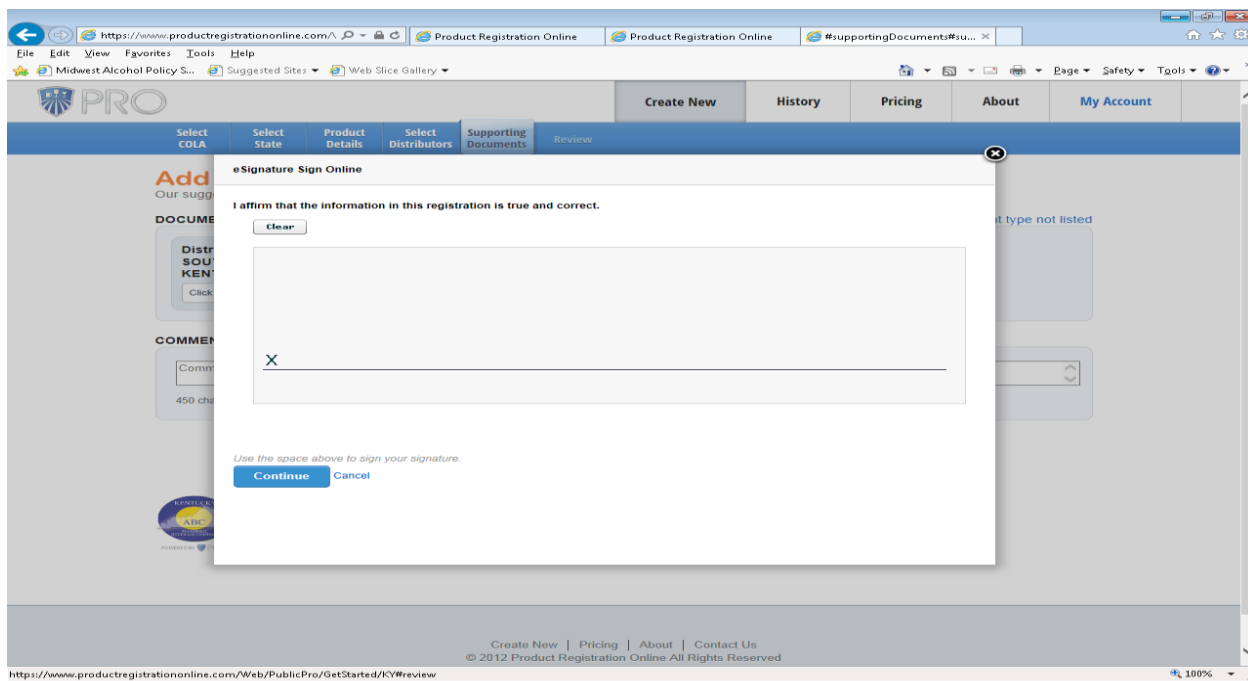 https://www.productregistrationonline.com/\
Product Registration Online
Product Registration Online
#supportingDocuments#su...
File Edit View Favorites Tools Help
Midwest Alcohol Policy S... Suggested Sites Web Slice Gallery
Page Safety Tools
PRO
Create New History Pricing About My Account
Select COLA
Select State
Product Details
Select Distributors
Supporting Documents
Review
Add
Our sugg
DOCUME
t type not listed
Distr
SOU
KEN
Click
COMMEN
Comm
450 cha
eSignature Sign Online
I affirm that the information in this registration is true and correct.
Clear
X
Use the space above to sign your signature.
Continue Cancel
KENTUCKY
ABC
POWERED BY
Create New | Pricing | About | Contact Us
© 2012 Product Registration Online All Rights Reserved
https://www.productregistrationonline.com/Web/PublicPro/GetStarted/KY#review
100%